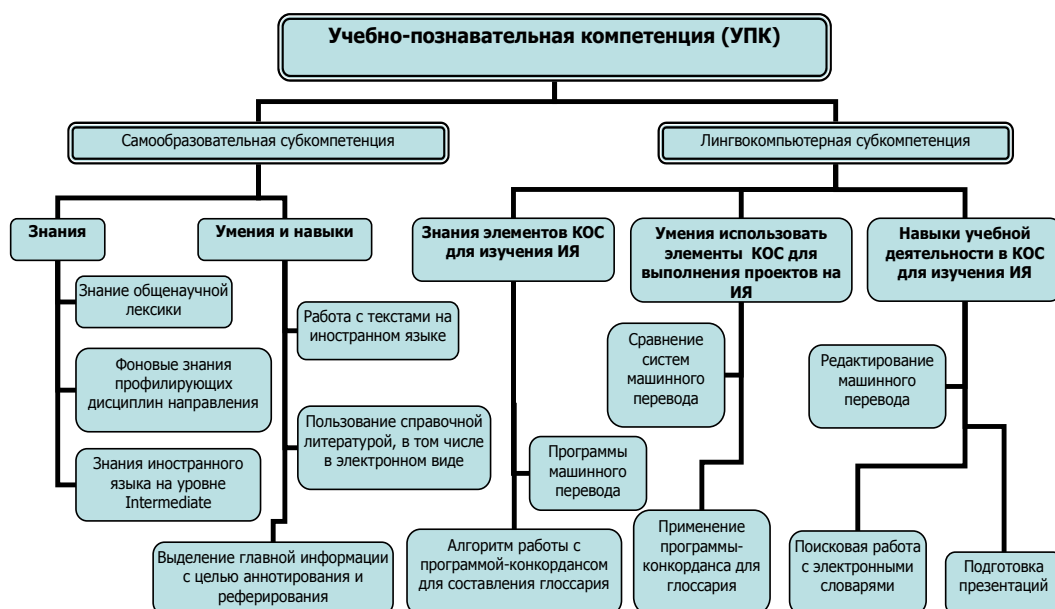 Учебно-познавательная компетенция (УПК)
Самообразовательная субкомпетенция
Лингвокомпьютерная субкомпетенция
Знания
Умения и навыки
Знания элементов КОС
для изучения ИЯ
Умения использовать
элементы КОС для
выполнения проектов на
ИЯ
Навыки учебной
деятельности в КОС
для изучения ИЯ
Знание общенаучной
лексики
Работа с текстами на
иностранном языке
Фоновые знания
профилирующих
дисциплин направления
Сравнение
систем
машинного
перевода
Редактирование
машинного
перевода
Пользование справочной
литературой, в том числе
в электронном виде
Знания иностранного
языка на уровне
Intermediate
Программы
машинного
перевода
Выделение главной информации
с целью аннотирования и
реферирования
Алгоритм работы с
программой-конкордансом
для составления глоссария
Применение
программы-
конкорданса для
глоссария
Поисковая работа
с электронными
словарями
Подготовка
презентаций